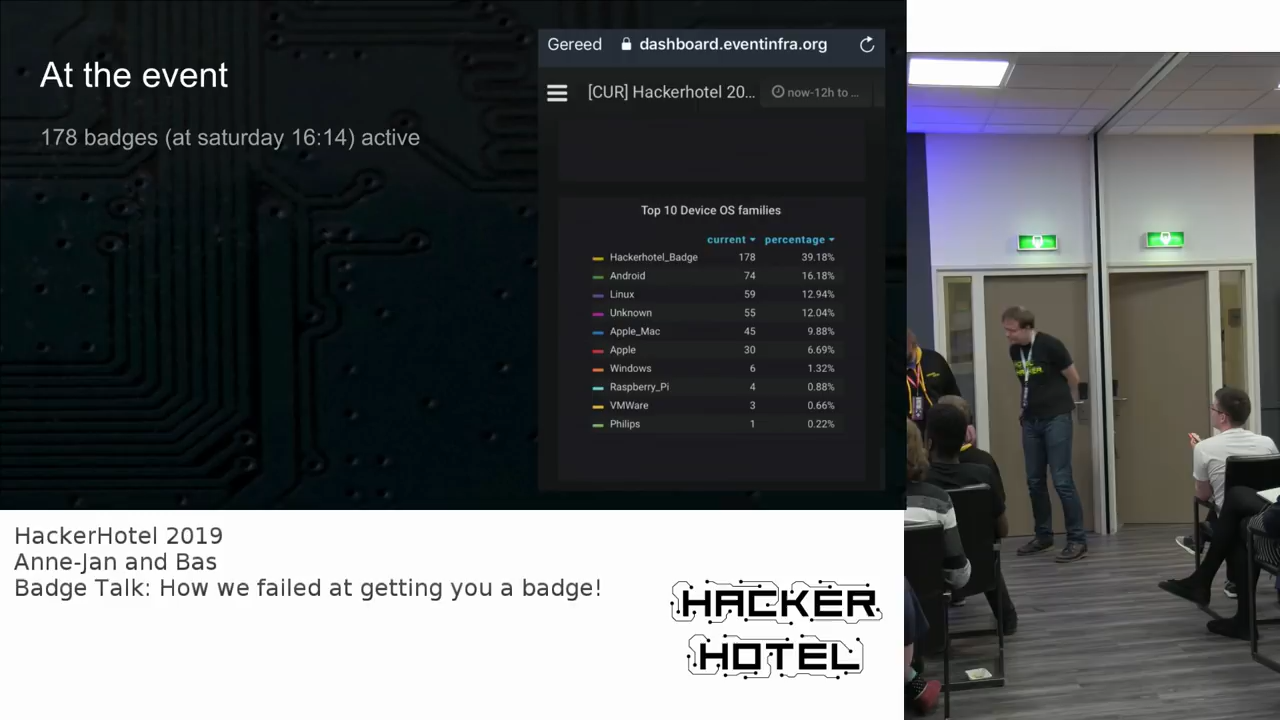 At the event
178 badges (at saturday 16:14) active
Gereed dashboard.eventinfra.org
[CUR] Hackerhotel 20... now-12h to ...
Top 10 Device OS families
current percentage
Hackerhotel_Badge 178 39.18%
Android 74 16.18%
Linux 59 12.94%
Unknown 55 12.04%
Apple_Mac 45 9.88%
Apple 30 6.69%
Windows 6 1.32%
Raspberry_Pi 4 0.88%
VMWare 3 0.66%
Philips 1 0.22%
HackerHotel 2019
Anne-Jan and Bas
Badge Talk: How we failed at getting you a badge!
HACKER
HOTEL